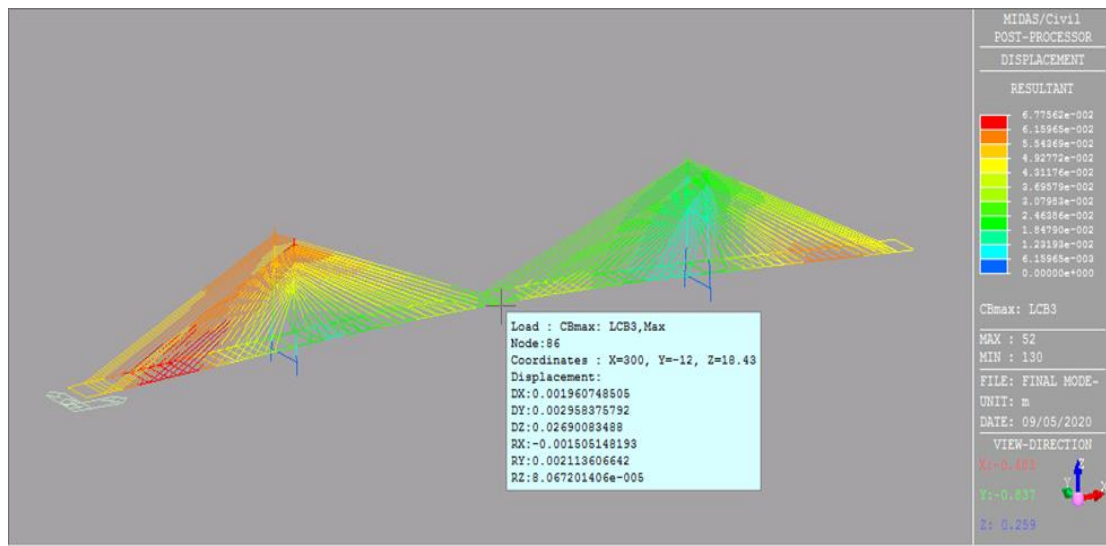 MIDAS/Civil
POST-PROCESSOR
DISPLACEMENT
RESULTANT
6.77562e-002
6.15965e-002
5.54369e-002
4.92772e-002
4.31176e-002
3.69579e-002
3.07983e-002
2.46386e-002
1.84790e-002
1.23193e-002
6.15965e-003
0.00000e+000
CBmax: LCB3
MAX : 52
MIN : 130
FILE: FINAL MODE~
UNIT: m
DATE: 09/05/2020
VIEW-DIRECTION
Y:-0.837
Z: 0.259
Z
Y
X
Load : CBmax: LCB3,Max
Node:86
Coordinates : X=300, Y=-12, Z=18.43
Displacement:
DX:0.001960748505
DY:0.002958375792
DZ:0.02690083488
RX:-0.001505148193
RY:0.002113606642
RZ:8.067201406e-005